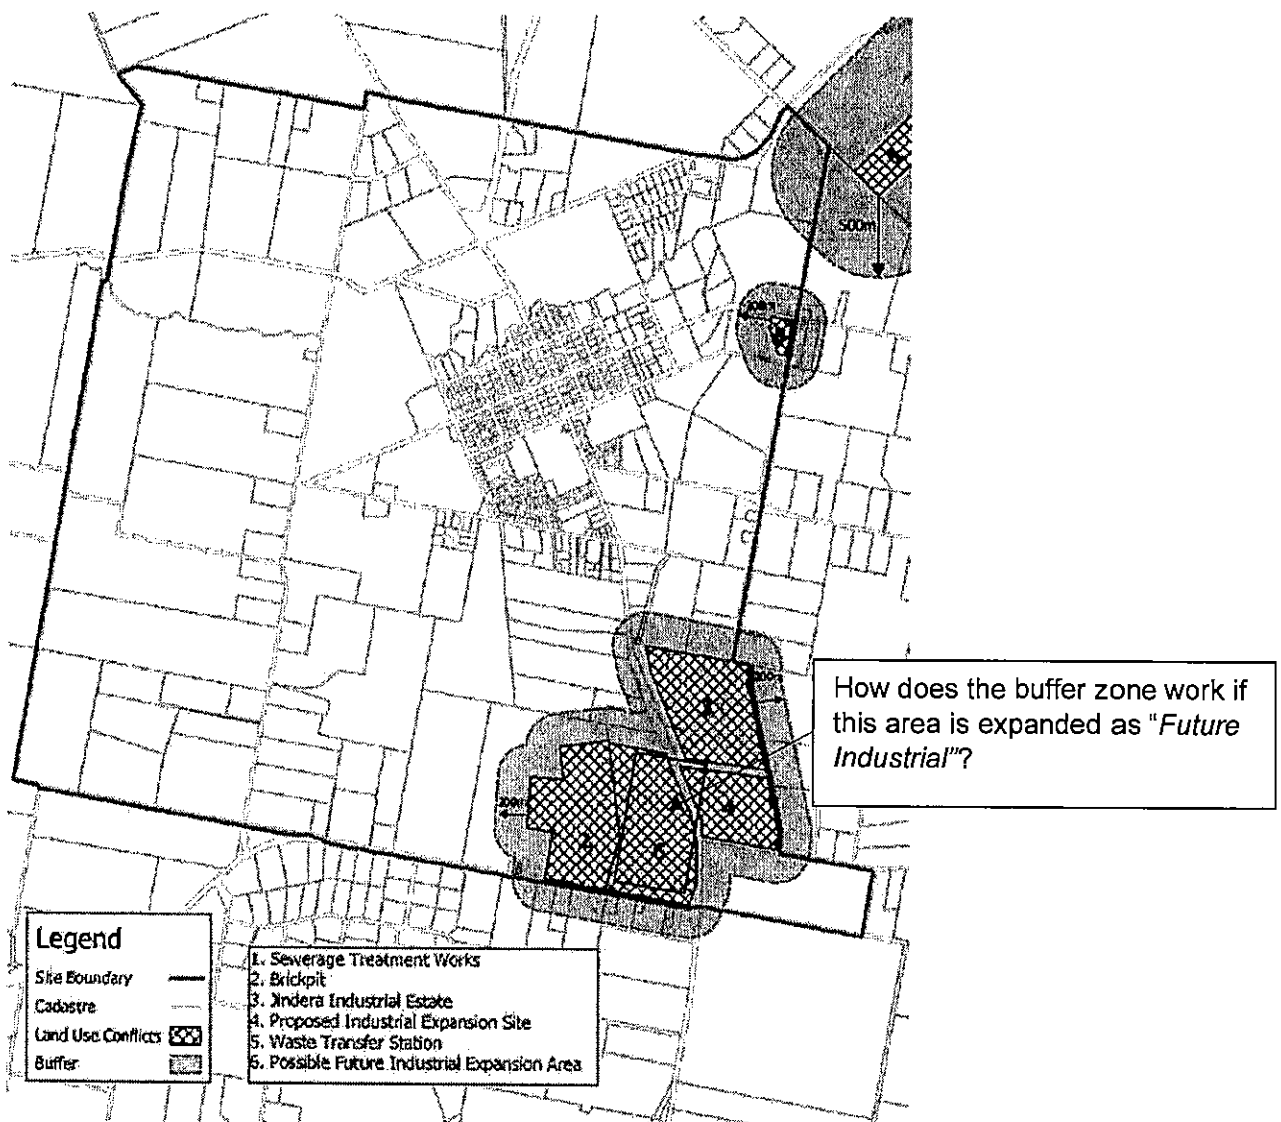 500m
200m
How does the buffer zone work if
this area is expanded as "Future
Industrial"?
200m
Legend
Site Boundary
Cadastre
Land Use Conflicts
Buffer
1. Sewerage Treatment Works
2. Brickpit
3. Jindera Industrial Estate
4. Proposed Industrial Expansion Site
5. Waste Transfer Station
6. Possible Future Industrial Expansion Area